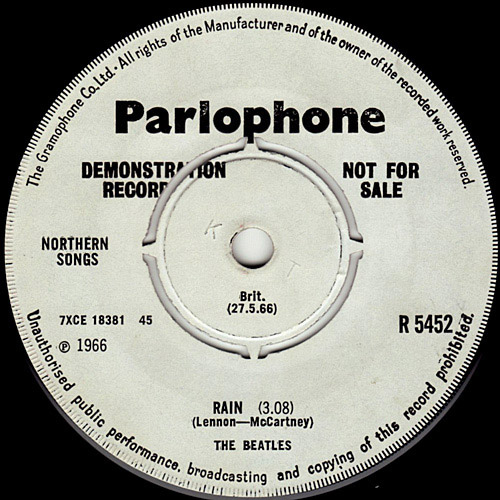 The Gramophone Co. Ltd. · All rights of the Manufacturer and of the owner of the recorded work reserved.
Parlophone
DEMONSTRATION NOT FOR
RECORD SALE
K T
NORTHERN
SONGS
Brit.
(27.5.66)
7XCE 18381 45
R 5452
℗ 1966
RAIN (3.08)
(Lennon—McCartney)
THE BEATLES
Unauthorised public performance, broadcasting and copying of this record prohibited.